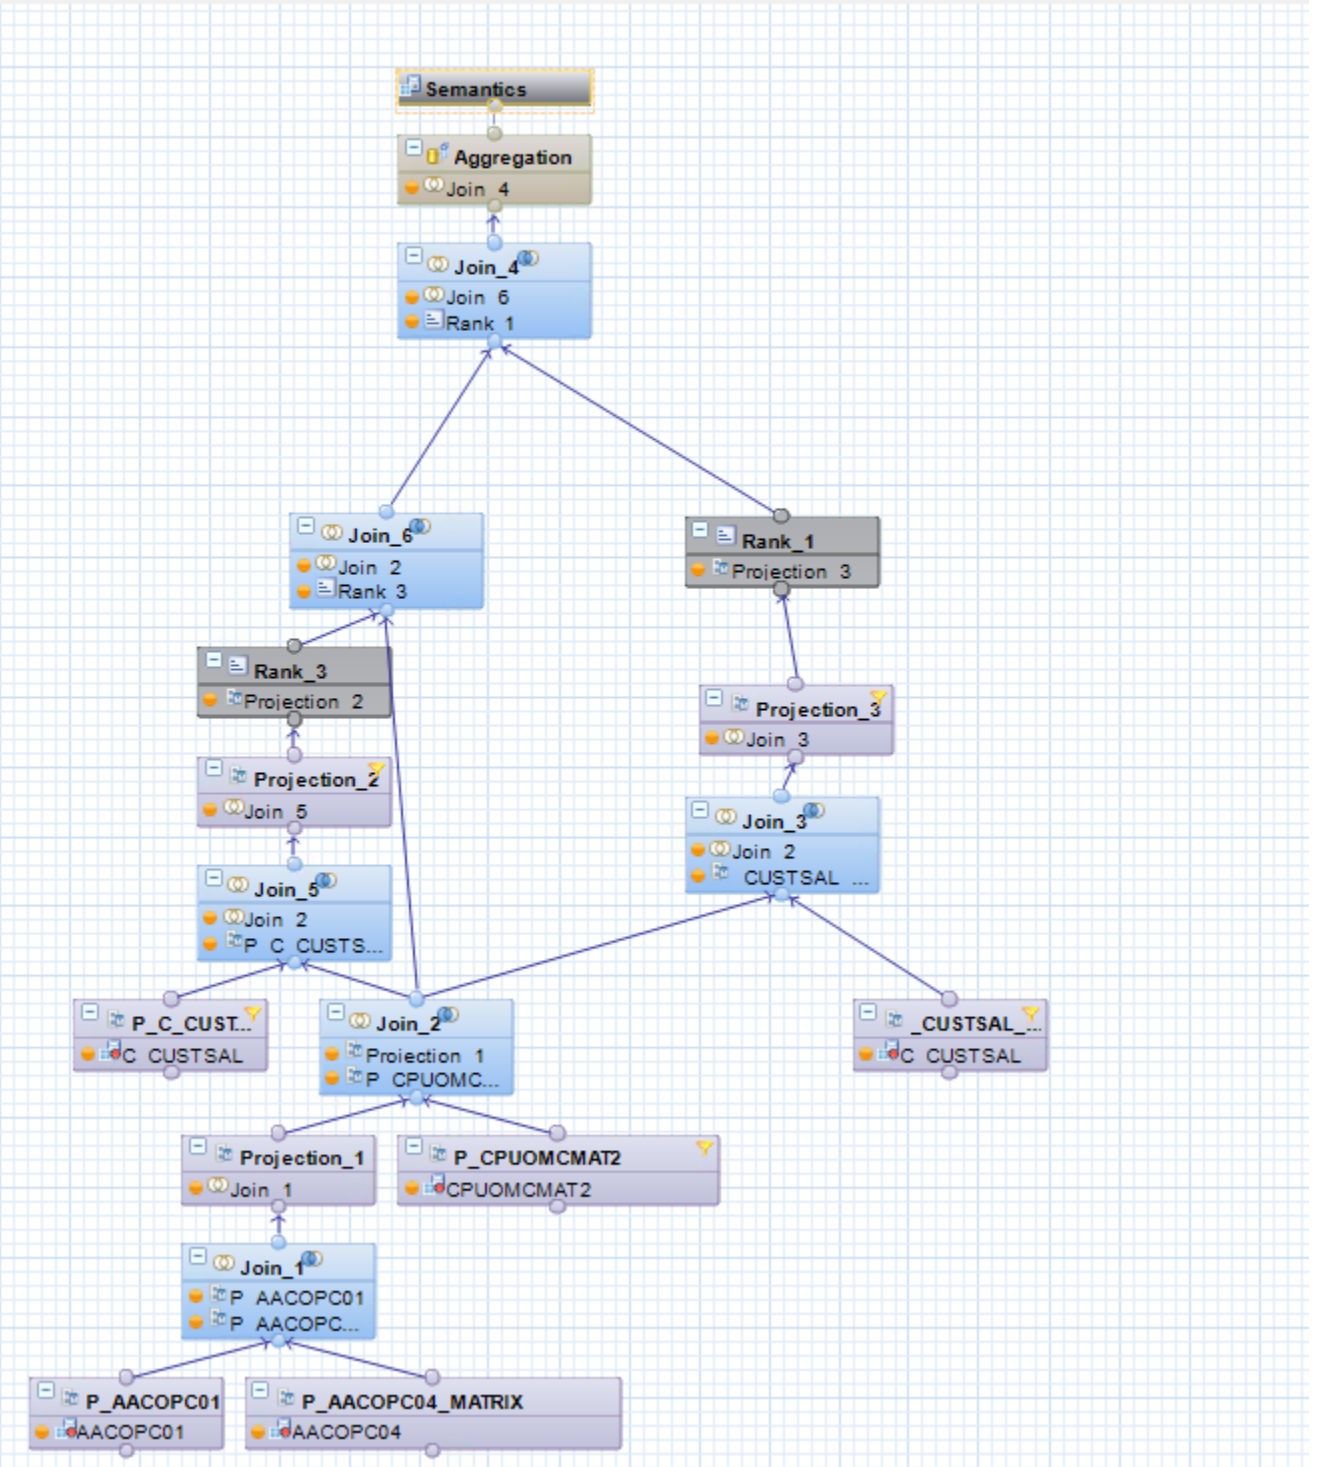 Semantics
Aggregation
Join_4
Join_4
Join_6
Rank_1
Join_6
Join_2
Rank_3
Rank_1
Projection_3
Rank_3
Projection_2
Projection_3
Join_3
Projection_2
Join_5
Join_3
Join_2
_CUSTSAL_...
Join_5
Join_2
P_C_CUSTS...
P_C_CUST...
C_CUSTSAL
Join_2
Projection_1
P_CPUOMC...
_CUSTSAL_...
C_CUSTSAL
Projection_1
Join_1
P_CPUOMCMAT2
CPUOMCMAT2
Join_1
P_AACOPC01
P_AACOPC...
P_AACOPC01
AACOPC01
P_AACOPC04_MATRIX
AACOPC04